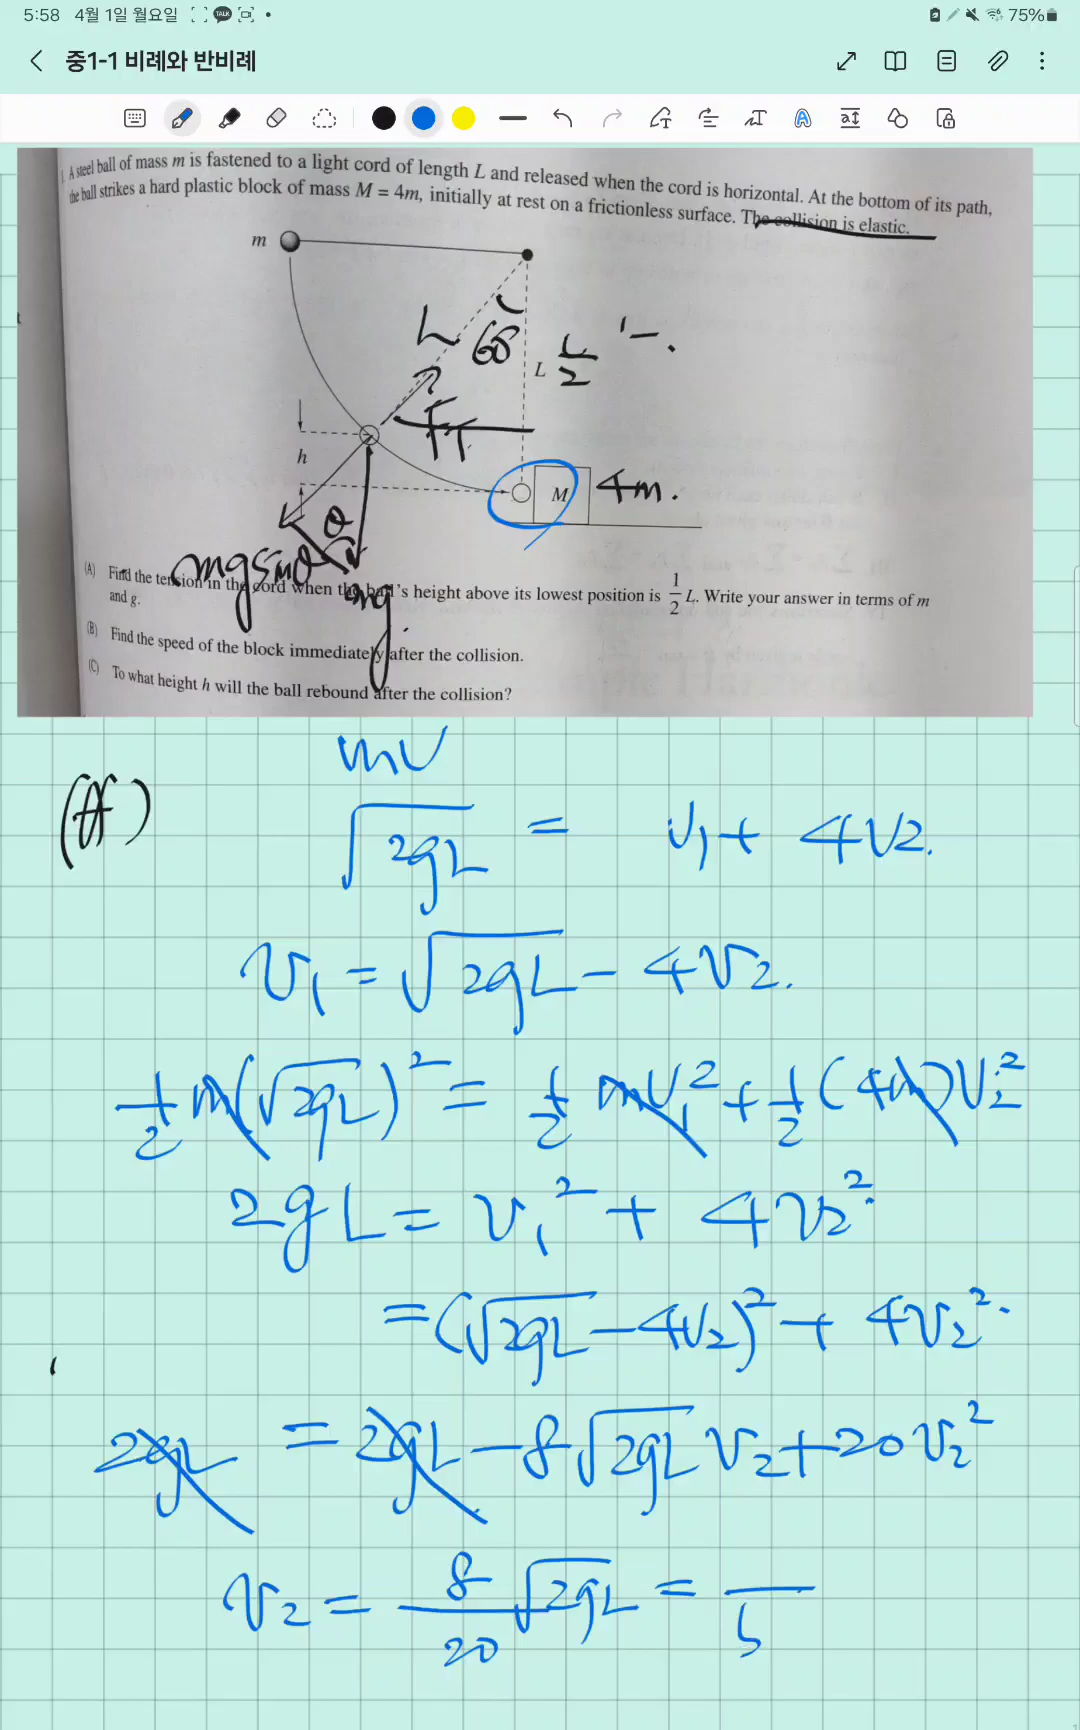 5:58 4월 1일 월요일 TALK 75%
중1-1 비례와 반비례
1. A steel ball of mass m is fastened to a light cord of length L and released when the cord is horizontal. At the bottom of its path,
the ball strikes a hard plastic block of mass M = 4m, initially at rest on a frictionless surface. The collision is elastic.
m
L 60 L L/2
F_T
h
M 4m.
θ
mg sinθ
mg
(A) Find the tension in the cord when the ball's height above its lowest position is 1/2 L. Write your answer in terms of m
and g.
(B) Find the speed of the block immediately after the collision.
(C) To what height h will the ball rebound after the collision?
(A) mv
√2gL = v₁ + 4v₂.
v₁ = √2gL - 4v₂.
1/2 m(√2gL)² = 1/2 mv₁² + 1/2 (4m)v₂²
2gL = v₁² + 4v₂².
= (√2gL - 4v₂)² + 4v₂².
2gL = 2gL - 8√2gL v₂ + 20v₂²
v₂ = 8/20 √2gL = /5